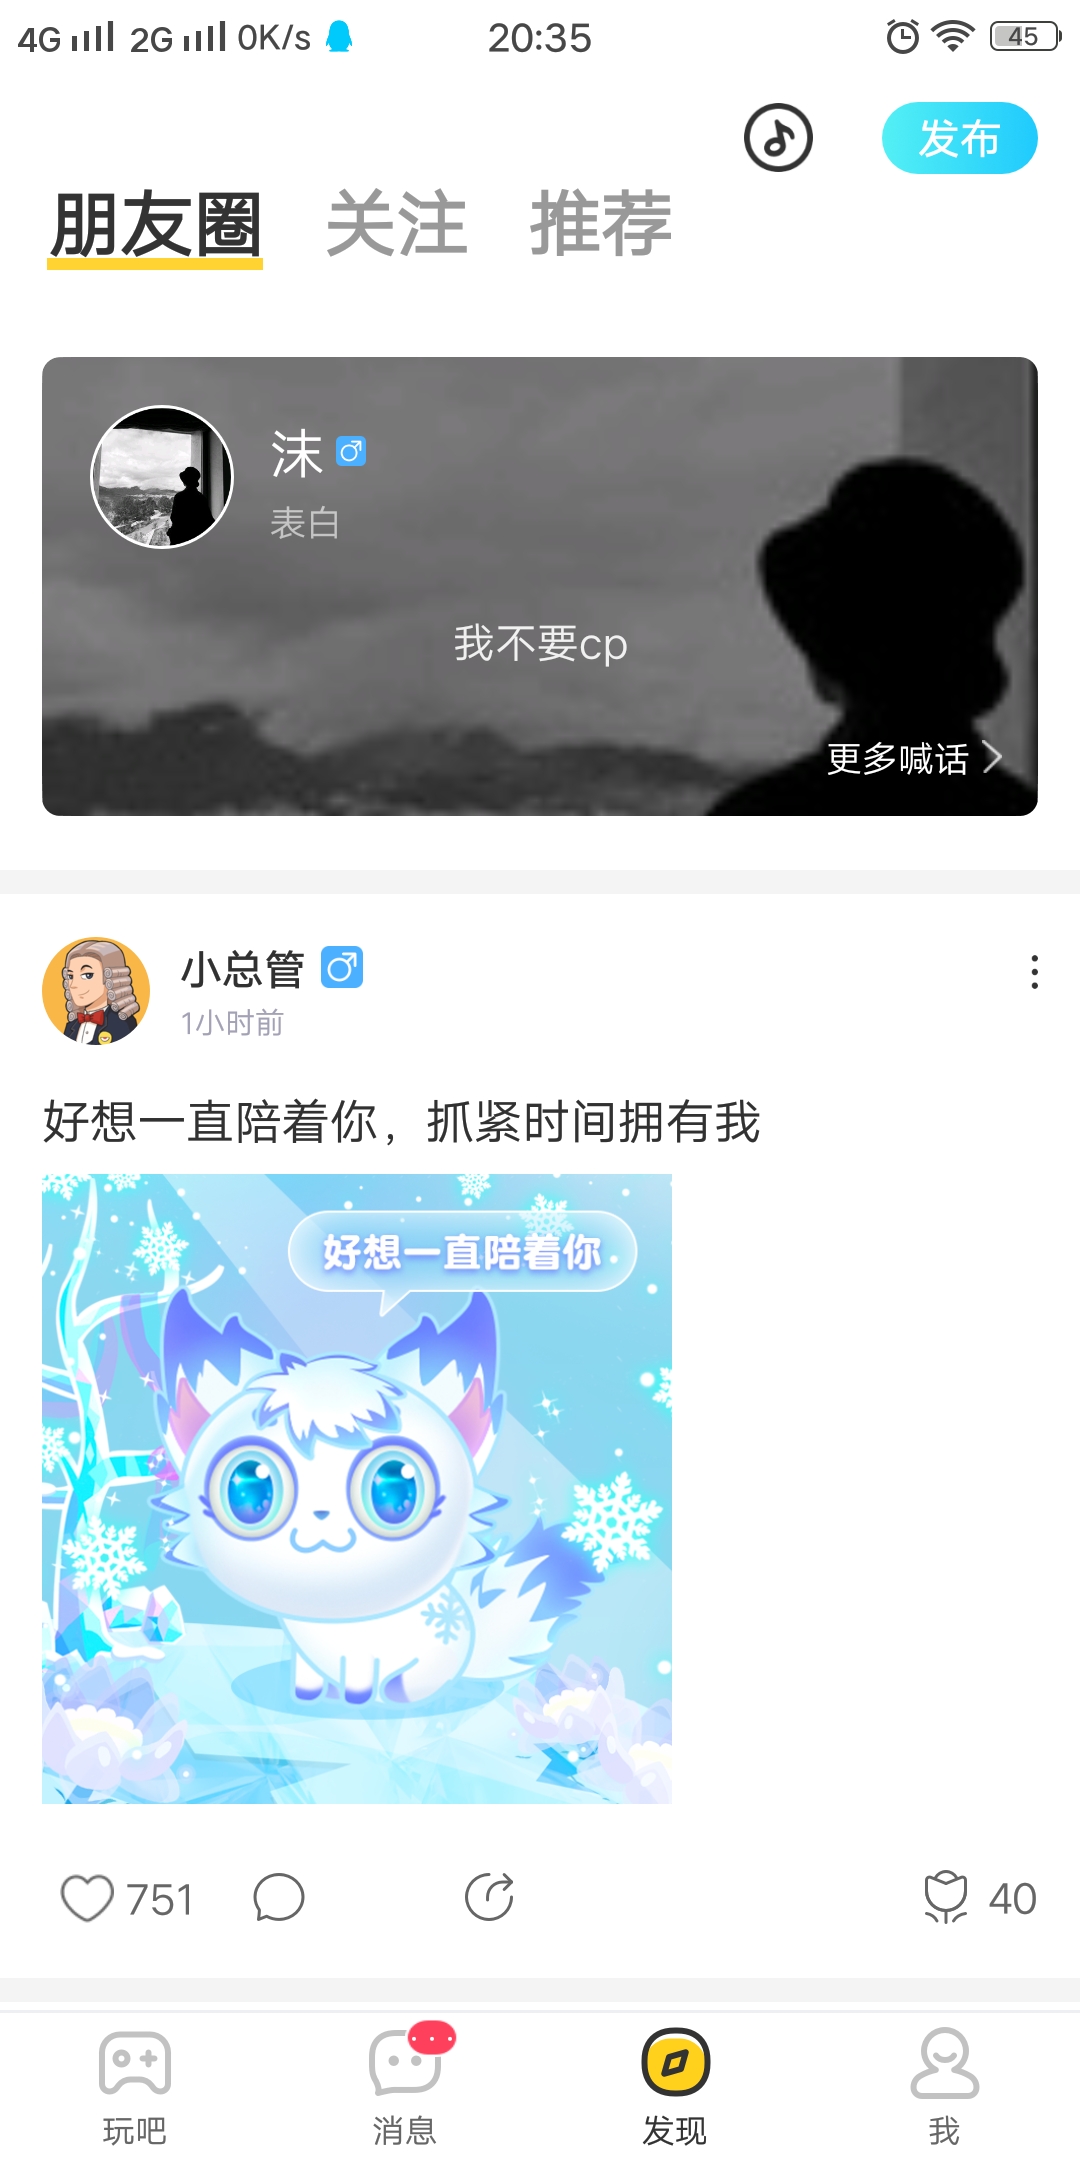 4G 2G 0K/s 20:35 45
发布
朋友圈 关注 推荐
沫
表白
我不要cp
更多喊话
小总管
1小时前
好想一直陪着你，抓紧时间拥有我
好想一直陪着你
751 40
玩吧 消息 发现 我